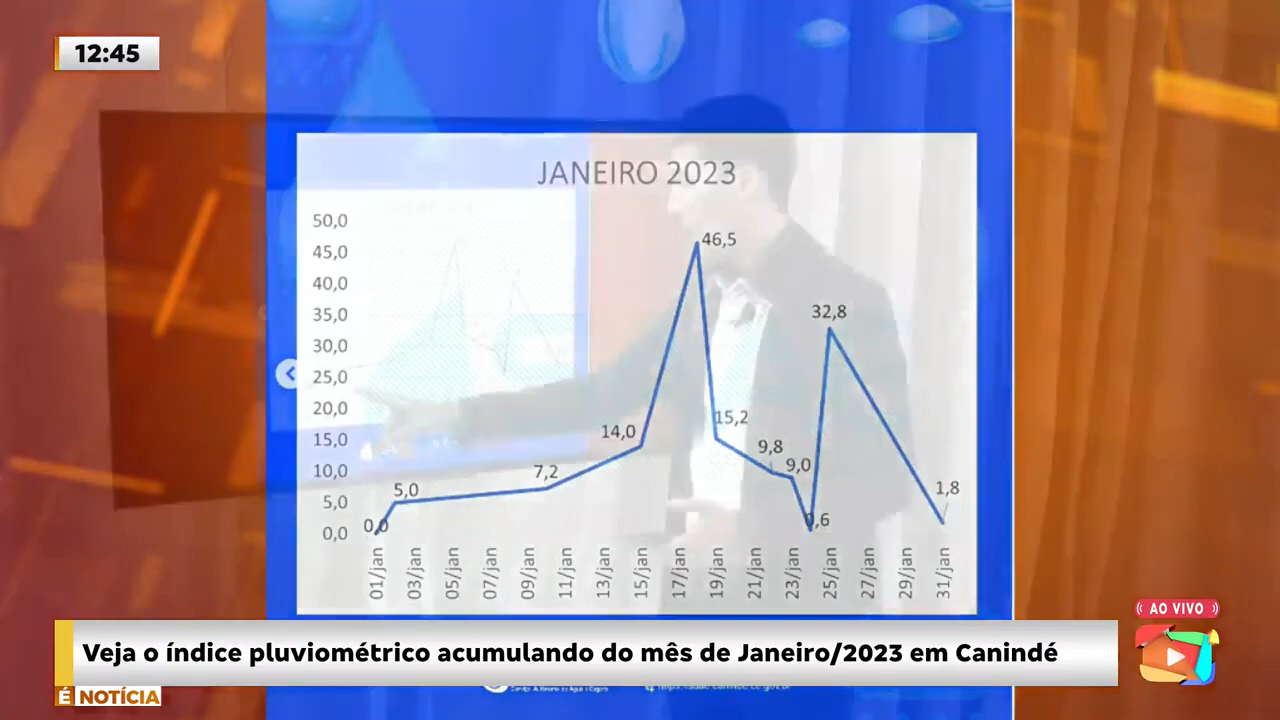 12:45
JANEIRO 2023
50,0
45,0
40,0
35,0
30,0
25,0
20,0
15,0
10,0
5,0
0,0
0,0
5,0
7,2
14,0
46,5
15,2
9,8
9,0
0,6
32,8
1,8
01/jan
03/jan
05/jan
07/jan
09/jan
11/jan
13/jan
15/jan
17/jan
19/jan
21/jan
23/jan
25/jan
27/jan
29/jan
31/jan
AO VIVO
Veja o índice pluviométrico acumulando do mês de Janeiro/2023 em Canindé
É NOTÍCIA